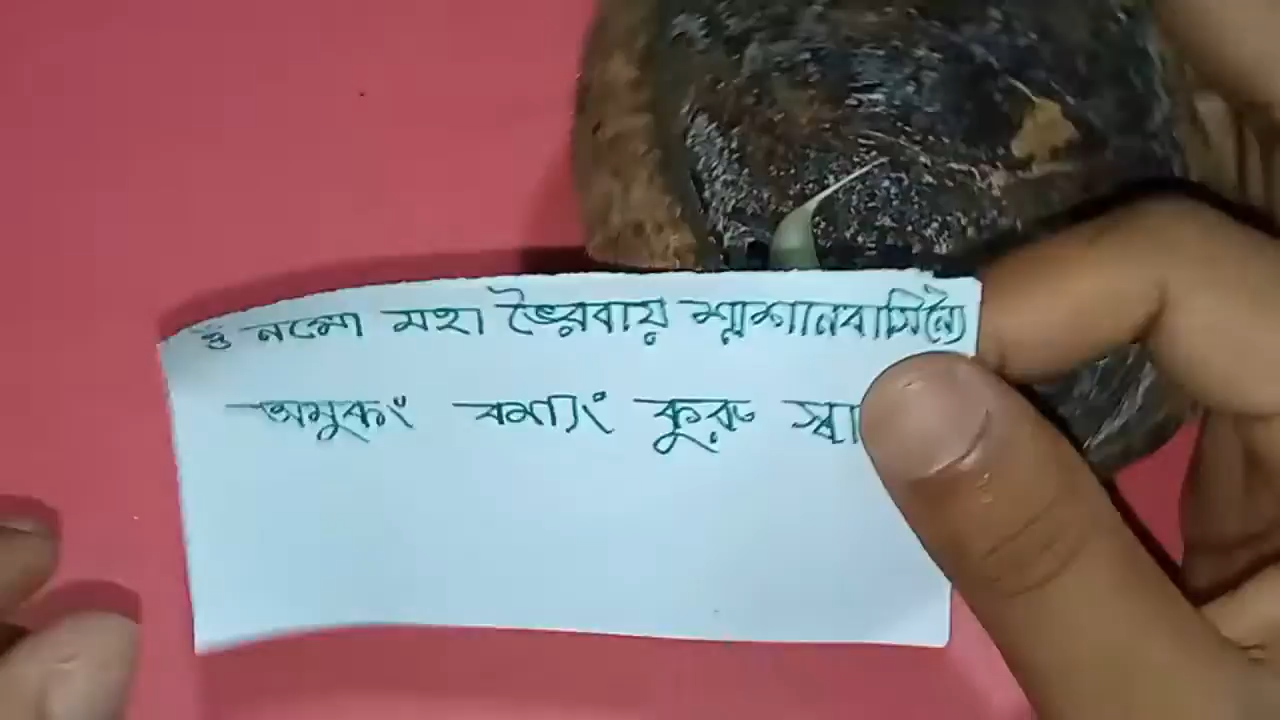 ওঁ নমো মহা ভৈরবায় শ্মশানবাসিন্যৈ
অমুকং বশ্যং কুরু স্বা